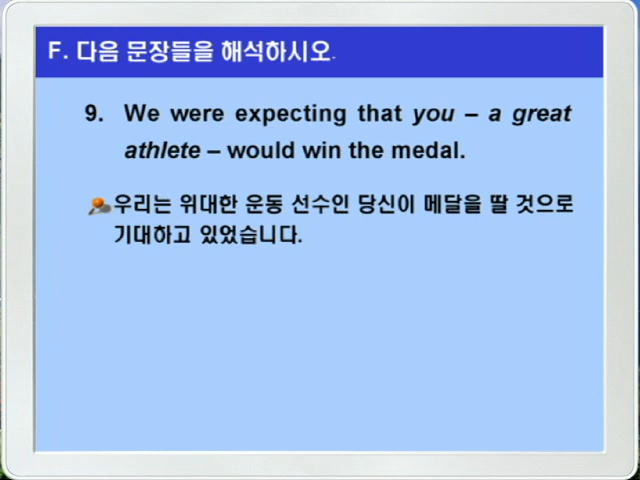 F. 다음 문장들을 해석하시오.
9. We were expecting that you – a great
athlete – would win the medal.
우리는 위대한 운동 선수인 당신이 메달을 딸 것으로
기대하고 있었습니다.